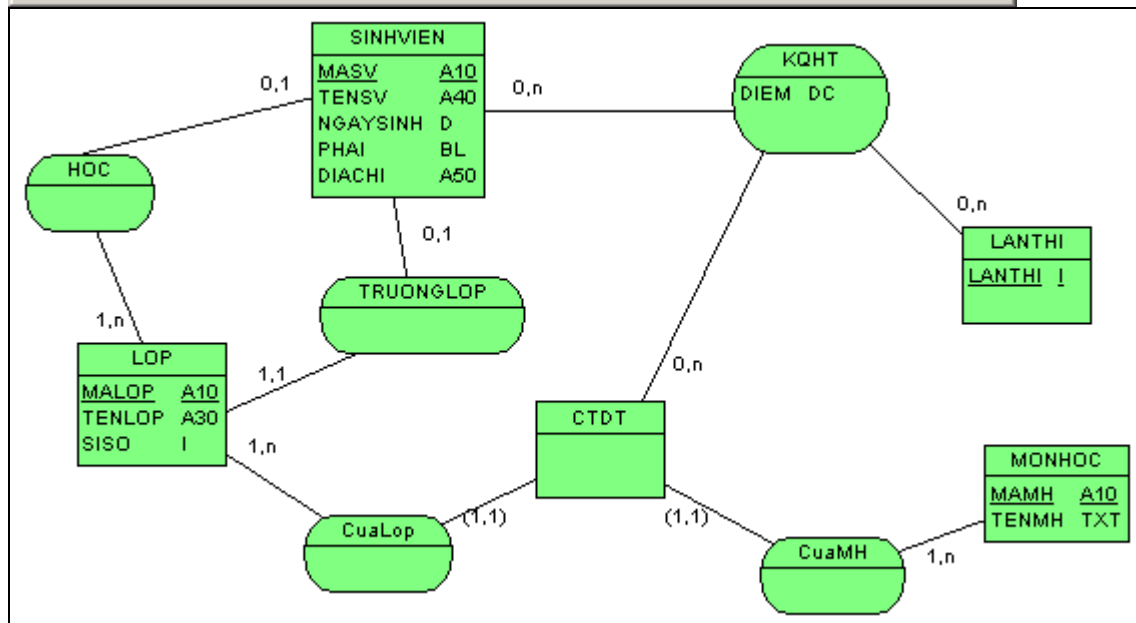 SINHVIEN
MASV A10
TENSV A40
NGAYSINH D
PHAI BL
DIACHI A50
KQHT
DIEM DC
0,1
0,n
HOC
0,1
0,n
LANTHI
LANTHI I
TRUONGLOP
1,n
LOP
MALOP A10
TENLOP A30
SISO I
1,1
0,n
CTDT
1,n
MONHOC
MAMH A10
TENMH TXT
(1,1)
(1,1)
CuaLop
CuaMH
1,n